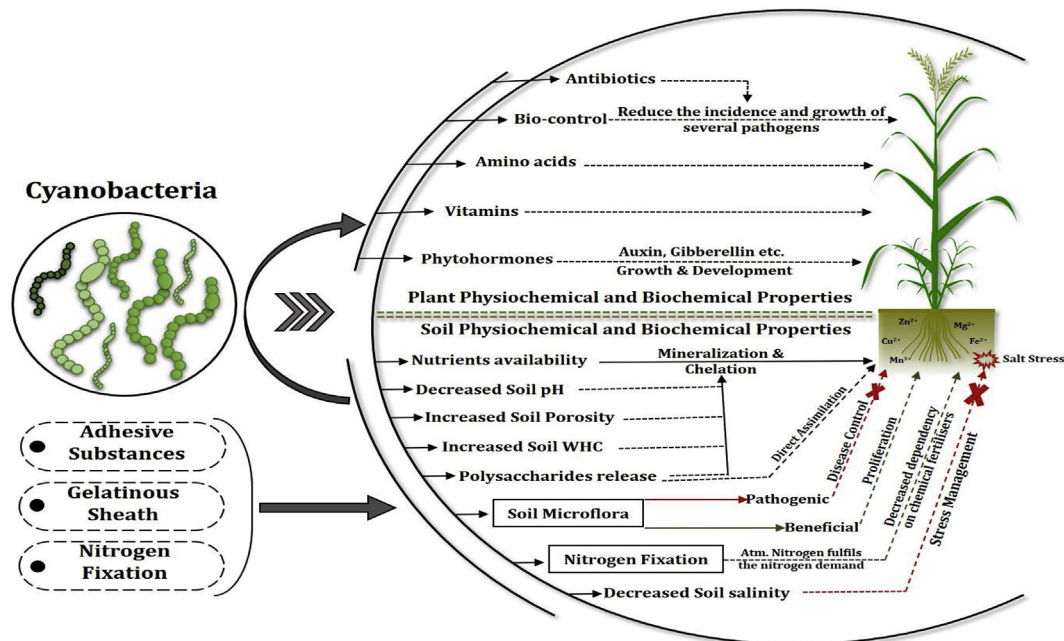 Antibiotics
Bio-control
Reduce the incidence and growth of
several pathogens
Amino acids
Cyanobacteria
Vitamins
Phytohormones
Auxin, Gibberellin etc.
Growth & Development
Plant Physiochemical and Biochemical Properties
Soil Physiochemical and Biochemical Properties
Zn²⁺
Mg²⁺
Cu²⁺
Fe²⁺
Mn³⁺
Salt Stress
Nutrients availability
Mineralization &
Chelation
Decreased Soil pH
Increased Soil Porosity
Increased Soil WHC
Polysaccharides release
Direct Assimilation
Disease Control
Proliferation
Decreased dependency
on chemical fertilisers
Stress Management
Adhesive
Substances
Gelatinous
Sheath
Nitrogen
Fixation
Soil Microflora
Pathogenic
Beneficial
Nitrogen Fixation
Atm. Nitrogen fulfils
the nitrogen demand
Decreased Soil salinity